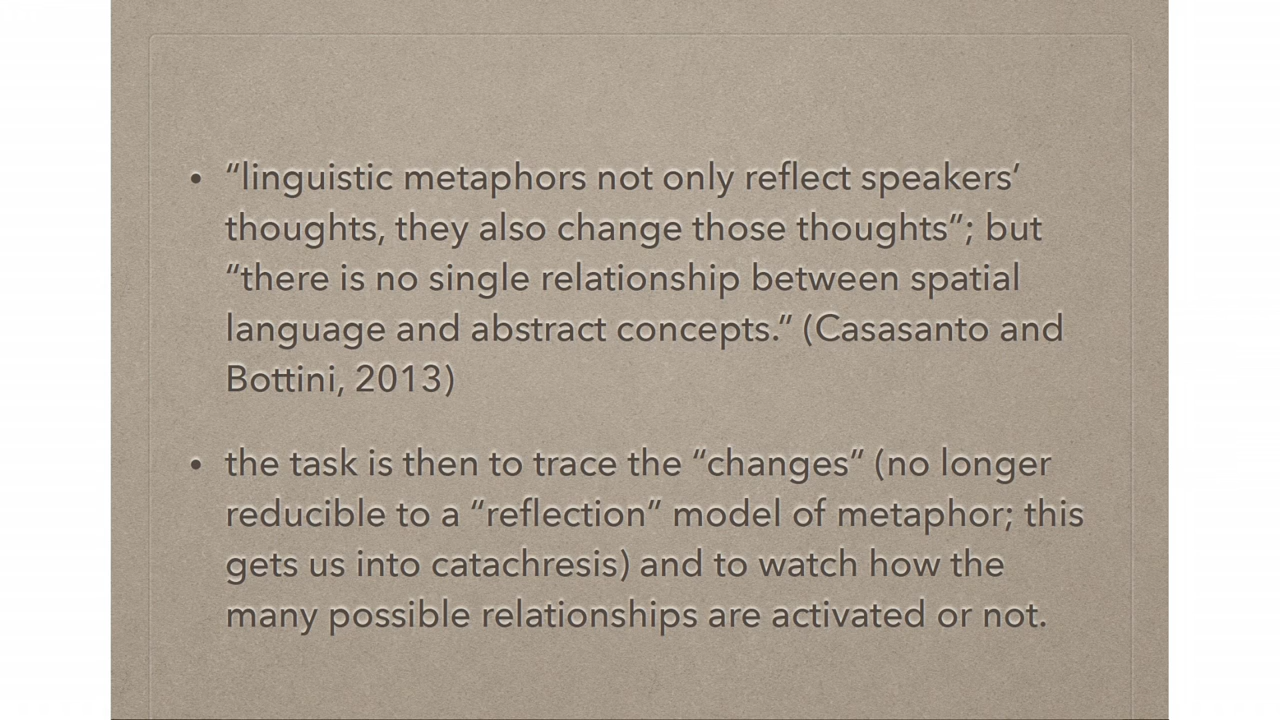 • “linguistic metaphors not only reflect speakers’
thoughts, they also change those thoughts”; but
“there is no single relationship between spatial
language and abstract concepts.” (Casasanto and
Bottini, 2013)
• the task is then to trace the “changes” (no longer
reducible to a “reflection” model of metaphor; this
gets us into catachresis) and to watch how the
many possible relationships are activated or not.